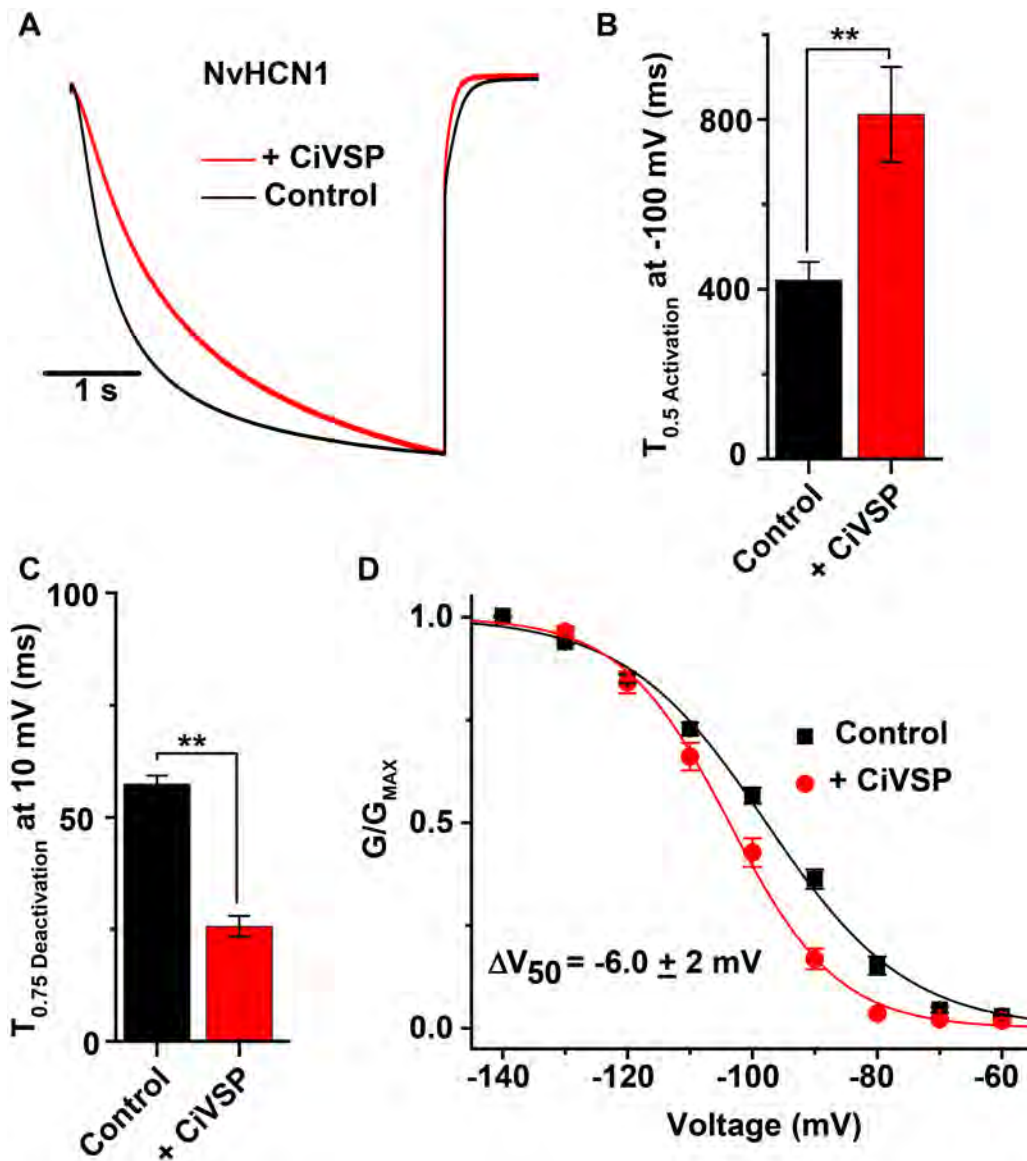 A
NvHCN1
+ CiVSP
Control
1 s
B
**
T0.5 Activation at -100 mV (ms)
800
400
0
Control
+ CiVSP
C
100
50
0
**
T0.75 Deactivation at 10 mV (ms)
Control
+ CiVSP
D
1.0
0.5
0.0
G/GMAX
Control
+ CiVSP
ΔV50 = -6.0 ± 2 mV
-140 -120 -100 -80 -60
Voltage (mV)